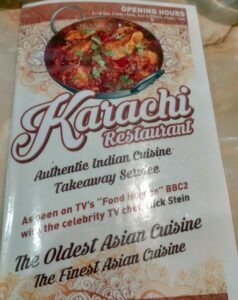 OPENING HOURS
Karachi
Restaurant
Authentic Indian Cuisine
Takeaway Service
As seen on TV's "Food BBC2
with the celebrity TV chef Rick Stein
The Oldest Asian Cuisine
The Finest Asian Cuisine